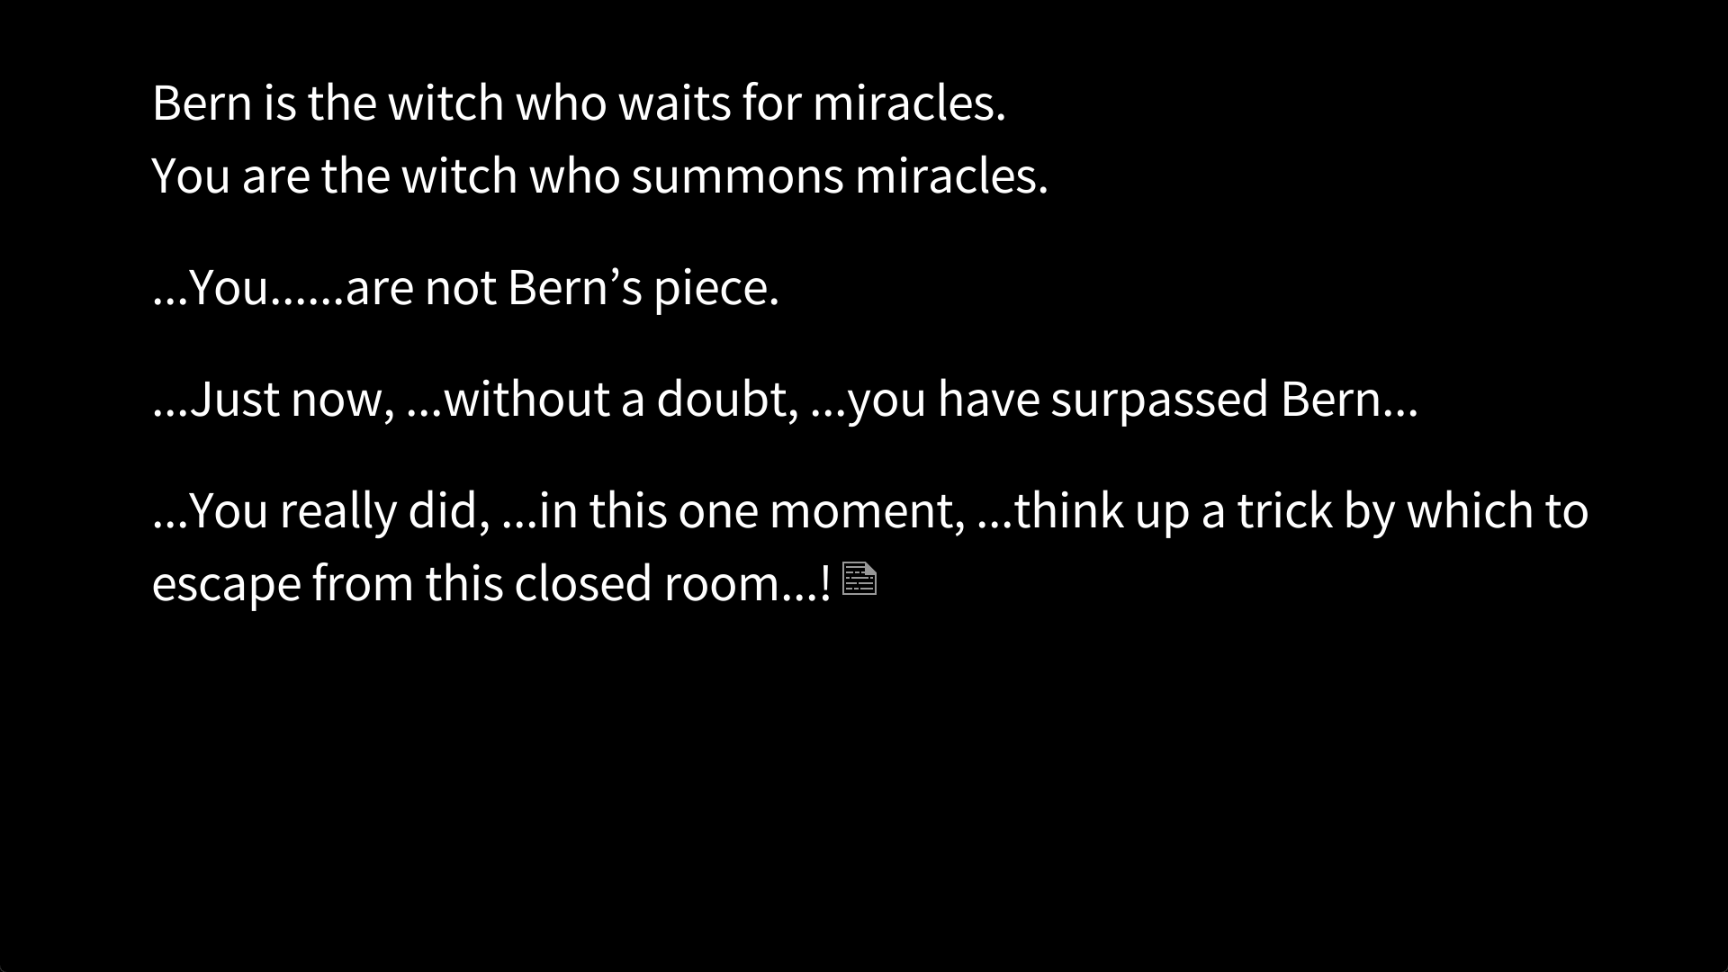 Bern is the witch who waits for miracles.
You are the witch who summons miracles.
...You......are not Bern’s piece.
...Just now, ...without a doubt, ...you have surpassed Bern...
...You really did, ...in this one moment, ...think up a trick by which to
escape from this closed room...!